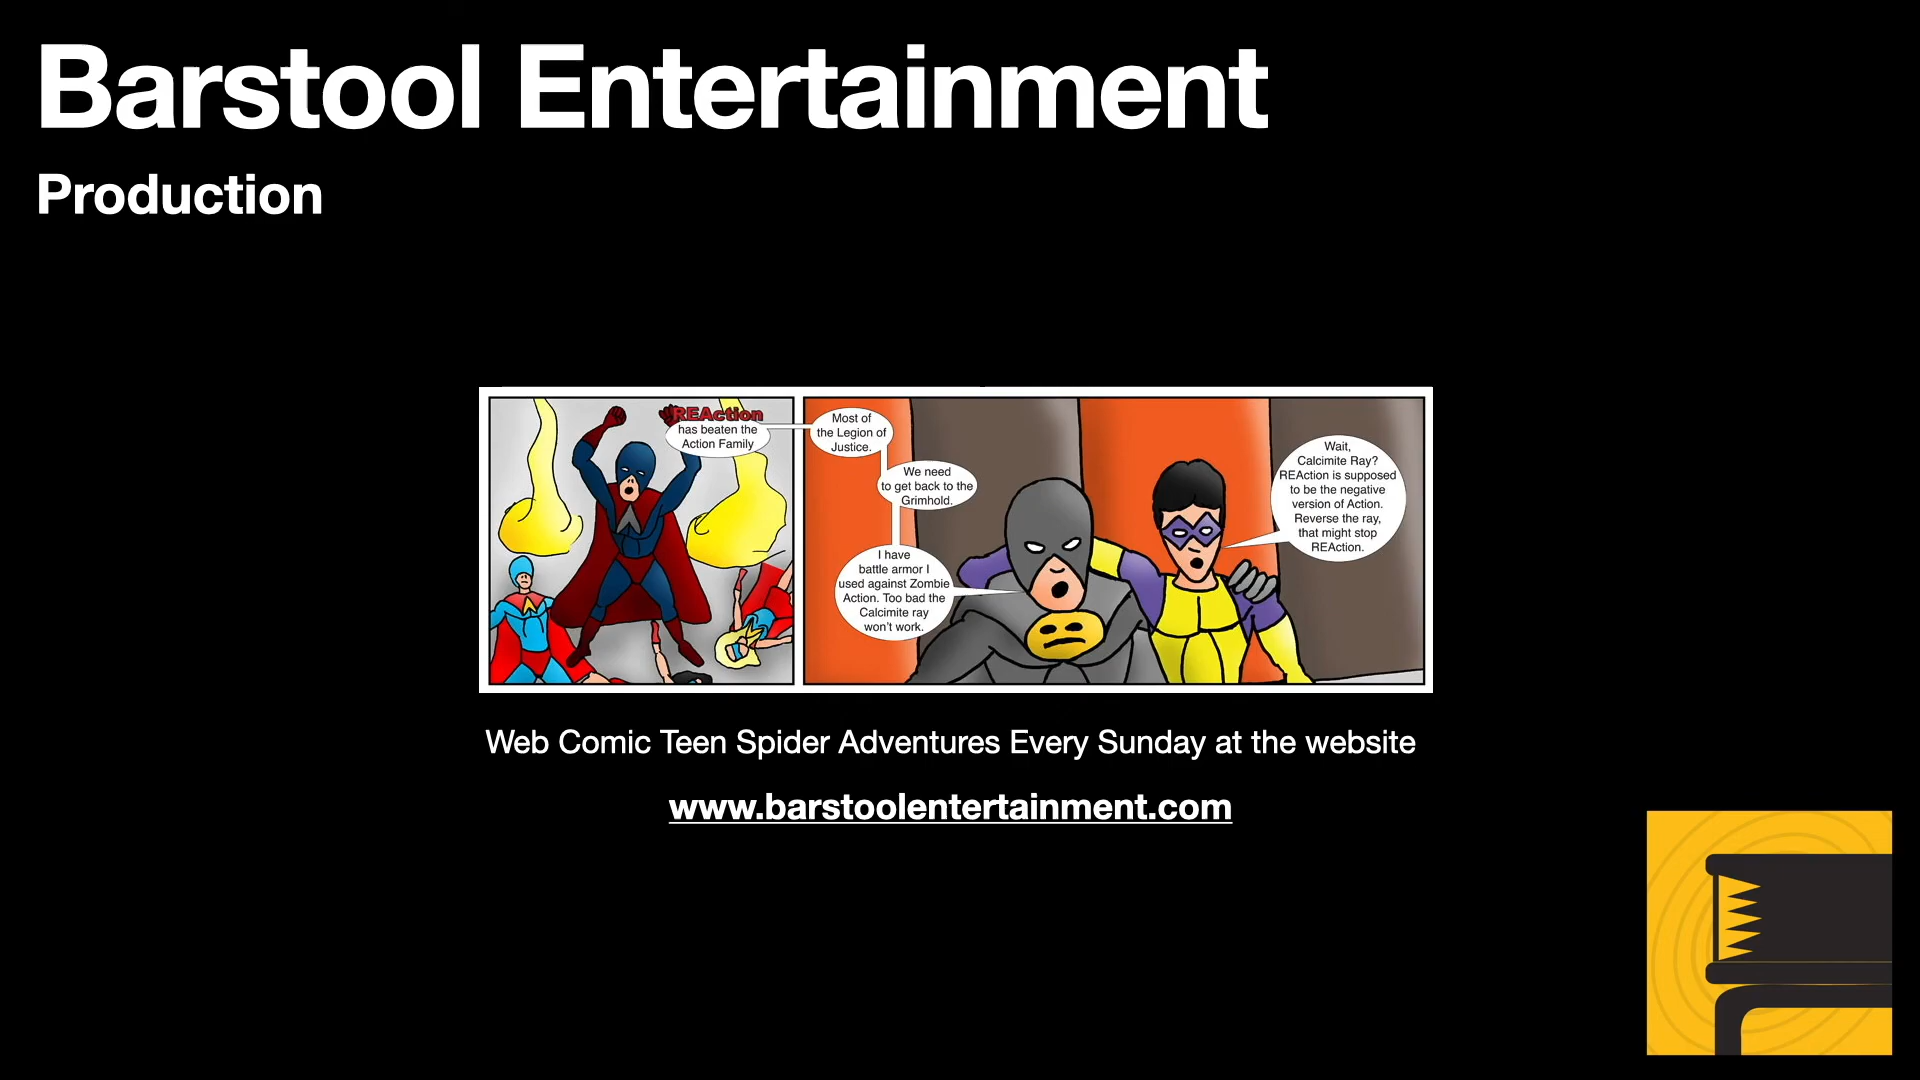 Barstool Entertainment
Production
REAction
has beaten the
Action Family
Most of
the Legion of
Justice.
We need
to get back to the
Grimhold.
I have
battle armor I
used against Zombie
Action. Too bad the
Calcimite ray
won't work.
Wait,
Calcimite Ray?
REAction is supposed
to be the negative
version of Action.
Reverse the ray,
that might stop
REAction.
Web Comic Teen Spider Adventures Every Sunday at the website
www.barstoolentertainment.com